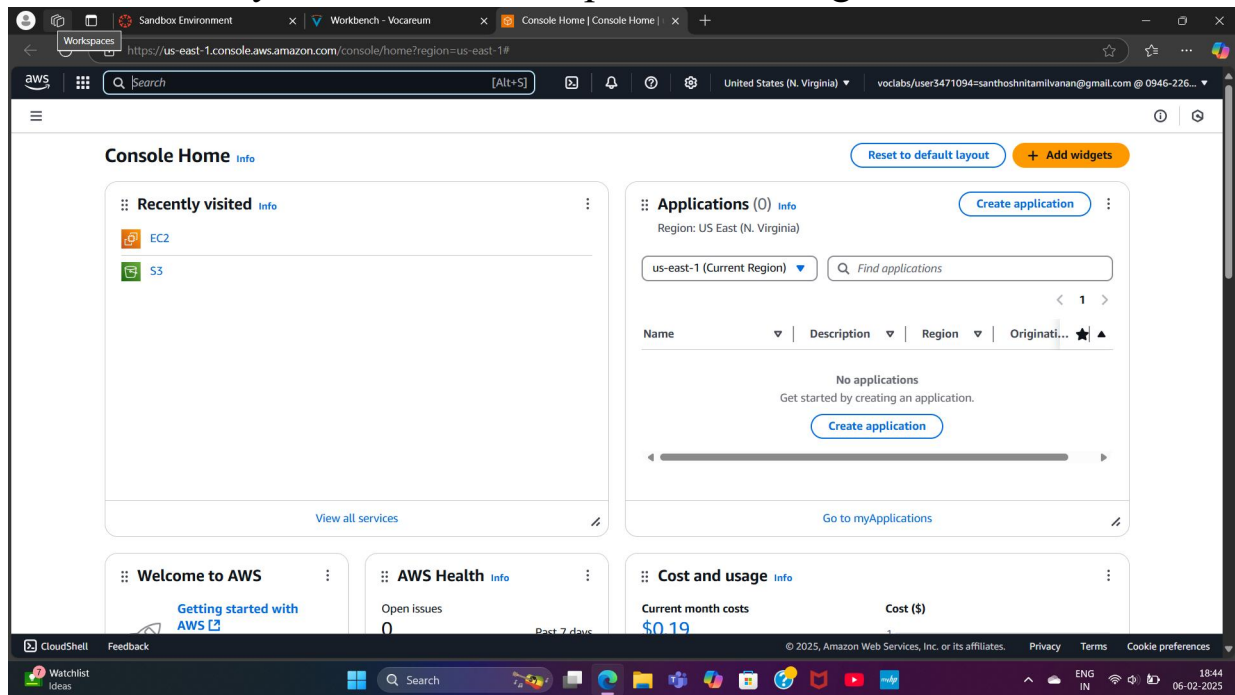 Sandbox Environment
Workbench - Vocareum
Console Home | Console Home |
Workspaces
https://us-east-1.console.aws.amazon.com/console/home?region=us-east-1#
aws
Search
[Alt+S]
United States (N. Virginia)
voclabs/user3471094=santhoshnitamilvanan@gmail.com @ 0946-226...
Console Home Info
Reset to default layout
+ Add widgets
Recently visited Info
EC2
S3
View all services
Applications (0) Info
Create application
Region: US East (N. Virginia)
us-east-1 (Current Region)
Find applications
1
Name
Description
Region
Originati...
No applications
Get started by creating an application.
Create application
Go to myApplications
Welcome to AWS
Getting started with
AWS
AWS Health Info
Open issues
0
Past 7 days
Cost and usage Info
Current month costs
$0.19
Cost ($)
CloudShell
Feedback
© 2025, Amazon Web Services, Inc. or its affiliates.
Privacy
Terms
Cookie preferences
7
Watchlist
Ideas
Search
ENG
IN
18:44
06-02-2025